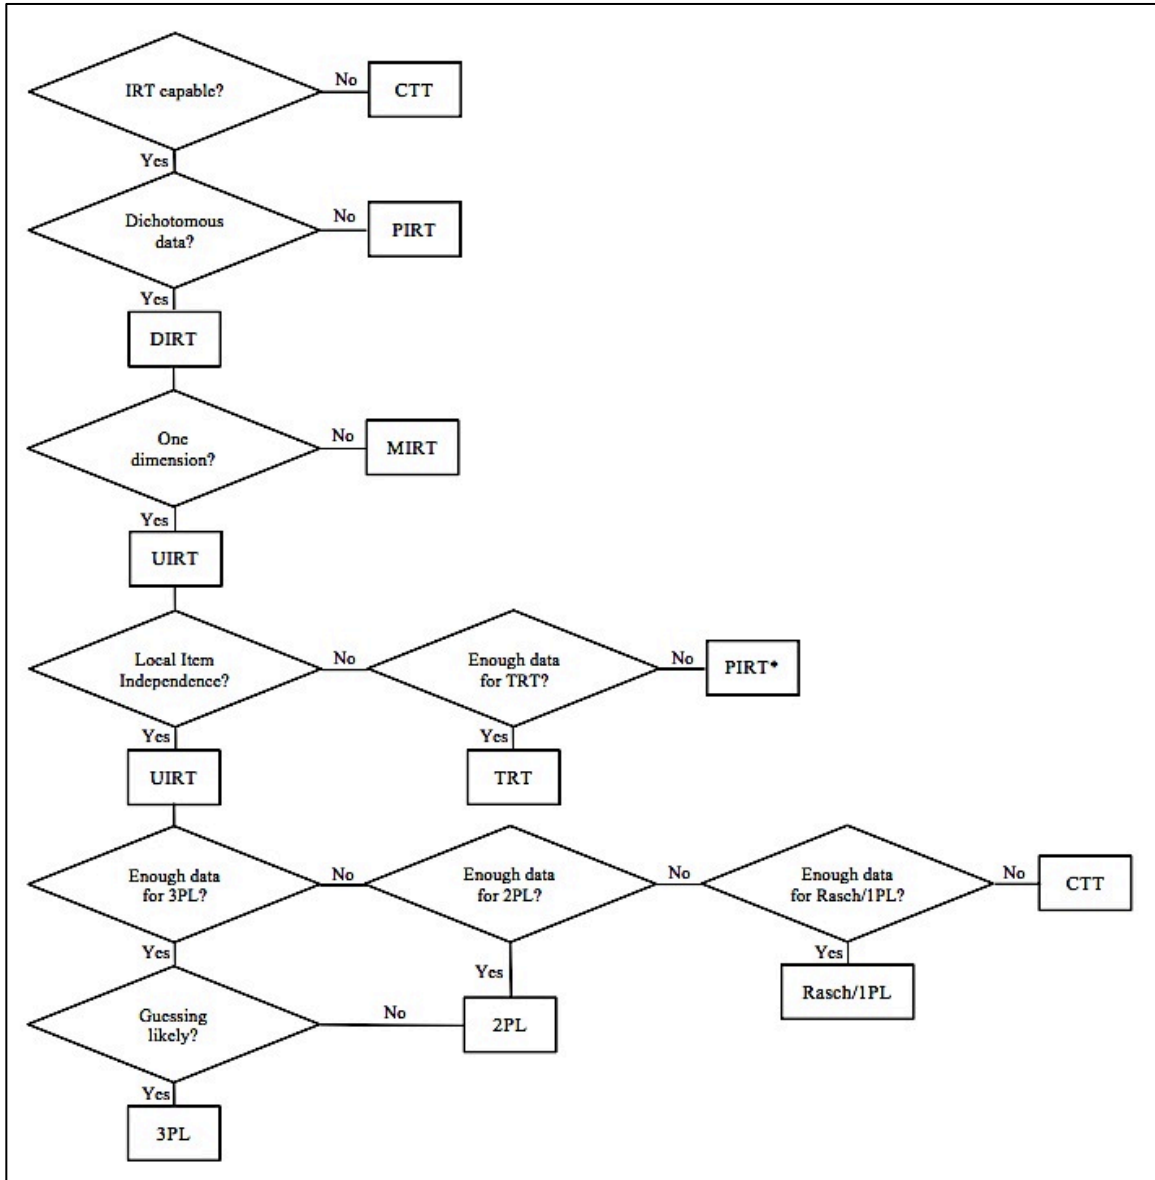 IRT capable?
No
CTT
Yes
Dichotomous
data?
No
PIRT
Yes
DIRT
One
dimension?
No
MIRT
Yes
UIRT
Local Item
Independence?
No
Enough data
for TRT?
No
PIRT*
Yes
UIRT
Yes
TRT
Enough data
for 3PL?
No
Enough data
for 2PL?
No
Enough data
for Rasch/1PL?
No
CTT
Yes
Yes
Yes
Rasch/1PL
Guessing
likely?
No
2PL
Yes
3PL